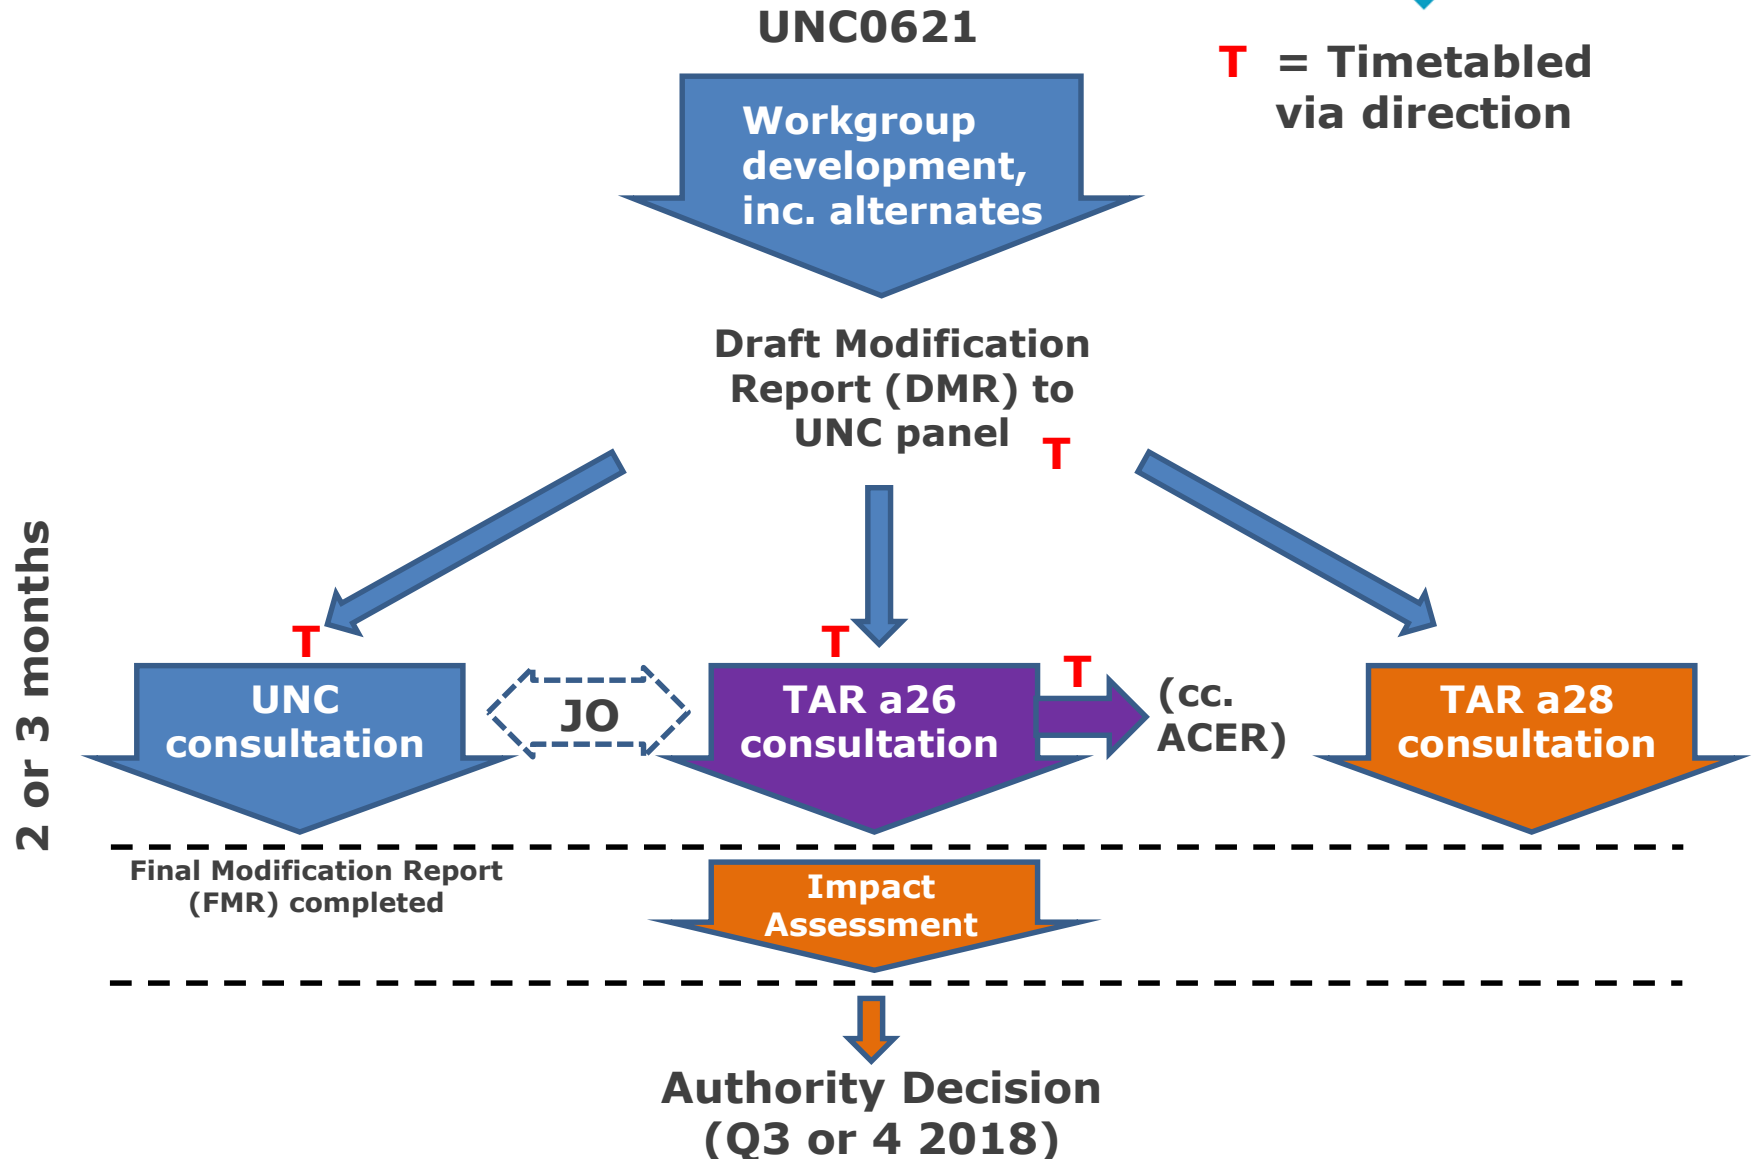 UNC0621
T = Timetabled
via direction
Workgroup
development,
inc. alternates
Draft Modification
Report (DMR) to
UNC panel
T
2 or 3 months
T
T
T
UNC
consultation
JO
TAR a26
consultation
(cc.
ACER)
TAR a28
consultation
Final Modification Report
(FMR) completed
Impact
Assessment
Authority Decision
(Q3 or 4 2018)